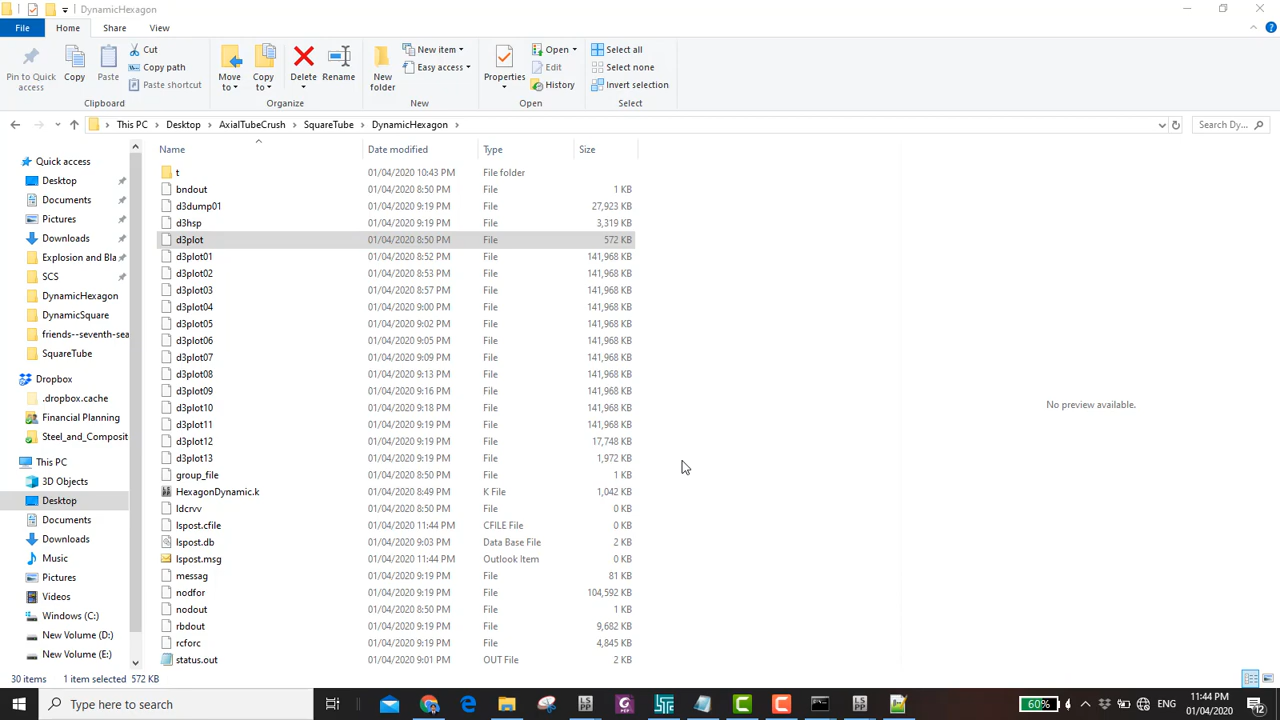 DynamicHexagon
File Home Share View
Pin to Quick access
Copy
Paste
Cut
Copy path
Paste shortcut
Clipboard
Move to
Copy to
Delete
Rename
Organize
New folder
New item
Easy access
New
Properties
Open
Edit
History
Open
Select all
Select none
Invert selection
Select
This PC Desktop AxialTubeCrush SquareTube DynamicHexagon
Search Dy...
Quick access
Desktop
Documents
Pictures
Downloads
Explosion and Bla
SCS
DynamicHexagon
DynamicSquare
friends--seventh-sea
SquareTube
Dropbox
.dropbox.cache
Financial Planning
Steel_and_Composit
This PC
3D Objects
Desktop
Documents
Downloads
Music
Pictures
Videos
Windows (C:)
New Volume (D:)
New Volume (E:)
Name Date modified Type Size
t 01/04/2020 10:43 PM File folder
bndout 01/04/2020 8:50 PM File 1 KB
d3dump01 01/04/2020 9:19 PM File 27,923 KB
d3hsp 01/04/2020 9:19 PM File 3,319 KB
d3plot 01/04/2020 8:50 PM File 572 KB
d3plot01 01/04/2020 8:52 PM File 141,968 KB
d3plot02 01/04/2020 8:53 PM File 141,968 KB
d3plot03 01/04/2020 8:57 PM File 141,968 KB
d3plot04 01/04/2020 9:00 PM File 141,968 KB
d3plot05 01/04/2020 9:02 PM File 141,968 KB
d3plot06 01/04/2020 9:05 PM File 141,968 KB
d3plot07 01/04/2020 9:09 PM File 141,968 KB
d3plot08 01/04/2020 9:13 PM File 141,968 KB
d3plot09 01/04/2020 9:16 PM File 141,968 KB
d3plot10 01/04/2020 9:18 PM File 141,968 KB
d3plot11 01/04/2020 9:19 PM File 141,968 KB
d3plot12 01/04/2020 9:19 PM File 17,748 KB
d3plot13 01/04/2020 9:19 PM File 1,972 KB
group_file 01/04/2020 8:50 PM File 1 KB
HexagonDynamic.k 01/04/2020 8:49 PM K File 1,042 KB
ldcrvv 01/04/2020 8:50 PM File 0 KB
lspost.cfile 01/04/2020 11:44 PM CFILE File 0 KB
lspost.db 01/04/2020 9:03 PM Data Base File 2 KB
lspost.msg 01/04/2020 11:44 PM Outlook Item 0 KB
messag 01/04/2020 9:19 PM File 81 KB
nodfor 01/04/2020 9:19 PM File 104,592 KB
nodout 01/04/2020 8:50 PM File 1 KB
rbdout 01/04/2020 9:19 PM File 9,682 KB
rcforc 01/04/2020 9:19 PM File 4,845 KB
status.out 01/04/2020 9:01 PM OUT File 2 KB
No preview available.
30 items 1 item selected 572 KB
Type here to search
60%
ENG
11:44 PM
01/04/2020
12